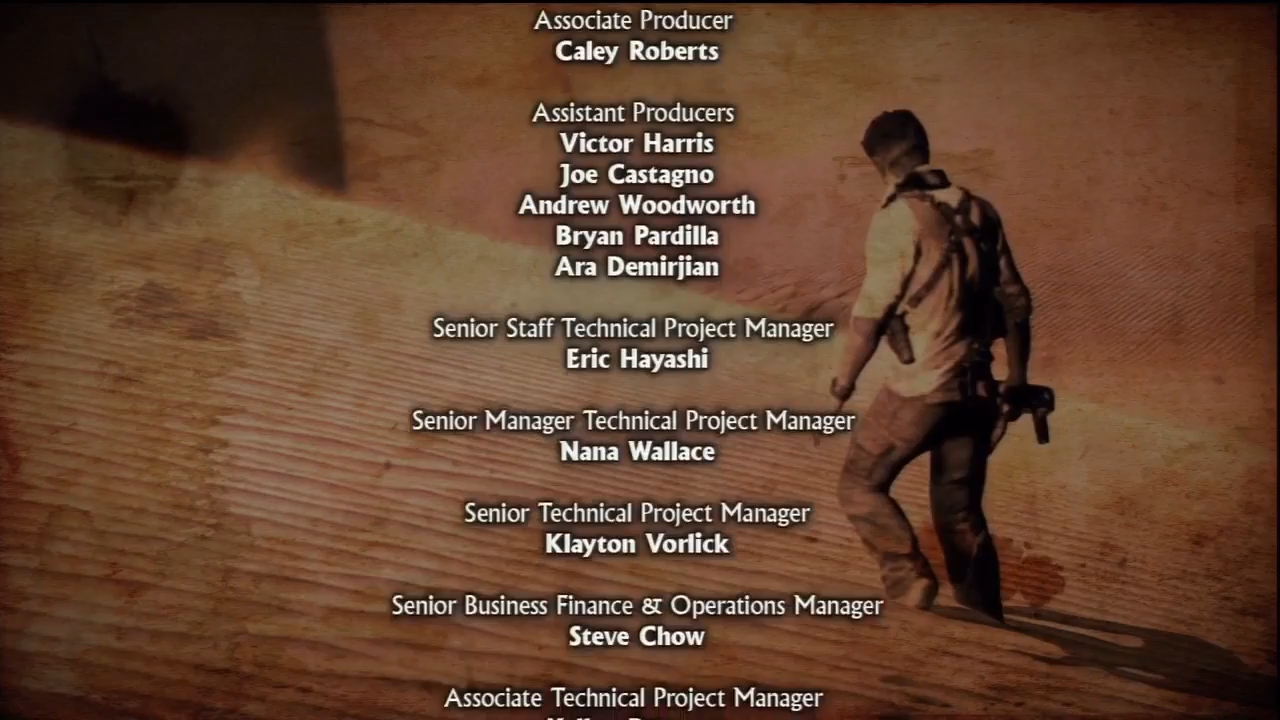 Associate Producer
Caley Roberts
Assistant Producers
Victor Harris
Joe Castagno
Andrew Woodworth
Bryan Pardilla
Ara Demirjian
Senior Staff Technical Project Manager
Eric Hayashi
Senior Manager Technical Project Manager
Nana Wallace
Senior Technical Project Manager
Klayton Vorlick
Senior Business Finance & Operations Manager
Steve Chow
Associate Technical Project Manager